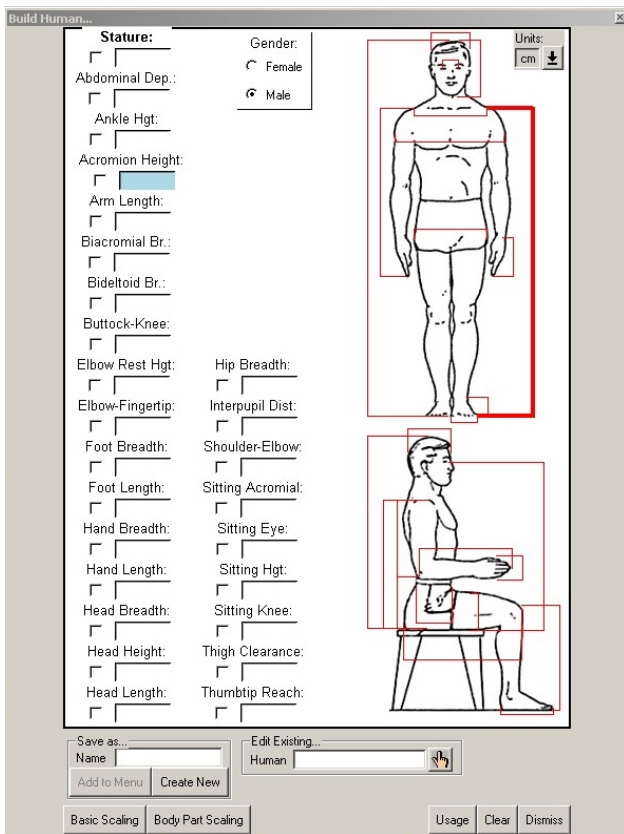 Build Human...
Stature:
Gender:
Female
Male
Units:
cm
Abdominal Dep.:
Ankle Hgt:
Acromion Height:
Arm Length:
Biacromial Br.:
Bideltoid Br.:
Buttock-Knee:
Elbow Rest Hgt:
Hip Breadth:
Elbow-Fingertip:
Interpupil Dist:
Foot Breadth:
Shoulder-Elbow:
Foot Length:
Sitting Acromial:
Hand Breadth:
Sitting Eye:
Hand Length:
Sitting Hgt:
Head Breadth:
Sitting Knee:
Head Height:
Thigh Clearance:
Head Length:
Thumbtip Reach:
Save as...
Name
Add to Menu
Create New
Edit Existing...
Human
Basic Scaling
Body Part Scaling
Usage
Clear
Dismiss